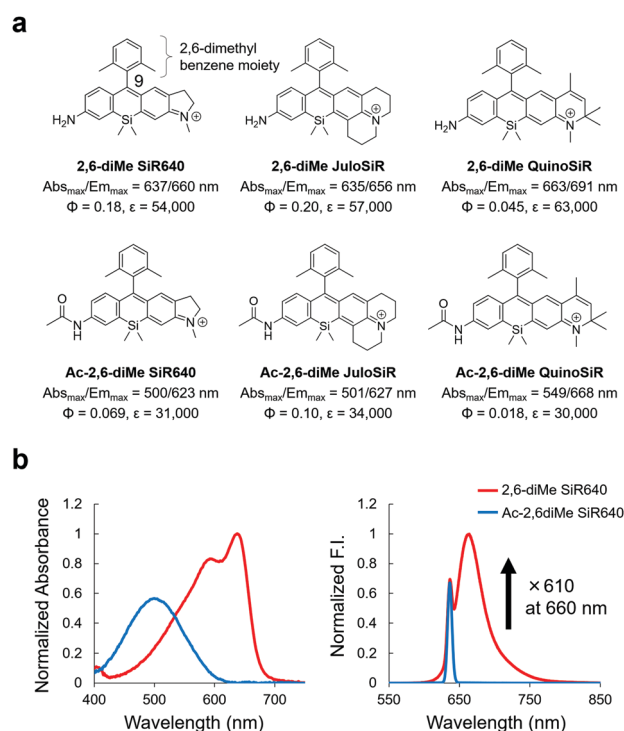 a
2,6-dimethyl
benzene moiety
9
H₂N
Si
N
⊕
H₂N
Si
N
⊕
H₂N
Si
N
⊕
2,6-diMe SiR640
Absmax/Emmax = 637/660 nm
Φ = 0.18, ε = 54,000
2,6-diMe JuloSiR
Absmax/Emmax = 635/656 nm
Φ = 0.20, ε = 57,000
2,6-diMe QuinoSiR
Absmax/Emmax = 663/691 nm
Φ = 0.045, ε = 63,000
O
N
H
Si
N
⊕
O
N
H
Si
N
⊕
O
N
H
Si
N
⊕
Ac-2,6-diMe SiR640
Absmax/Emmax = 500/623 nm
Φ = 0.069, ε = 31,000
Ac-2,6-diMe JuloSiR
Absmax/Emmax = 501/627 nm
Φ = 0.10, ε = 34,000
Ac-2,6-diMe QuinoSiR
Absmax/Emmax = 549/668 nm
Φ = 0.018, ε = 30,000
b
Normalized Absorbance
1.2
1
0.8
0.6
0.4
0.2
0
400
500
600
700
Wavelength (nm)
Normalized F.I.
1.2
1
0.8
0.6
0.4
0.2
0
550
650
750
850
Wavelength (nm)
2,6-diMe SiR640
Ac-2,6diMe SiR640
×610
at 660 nm